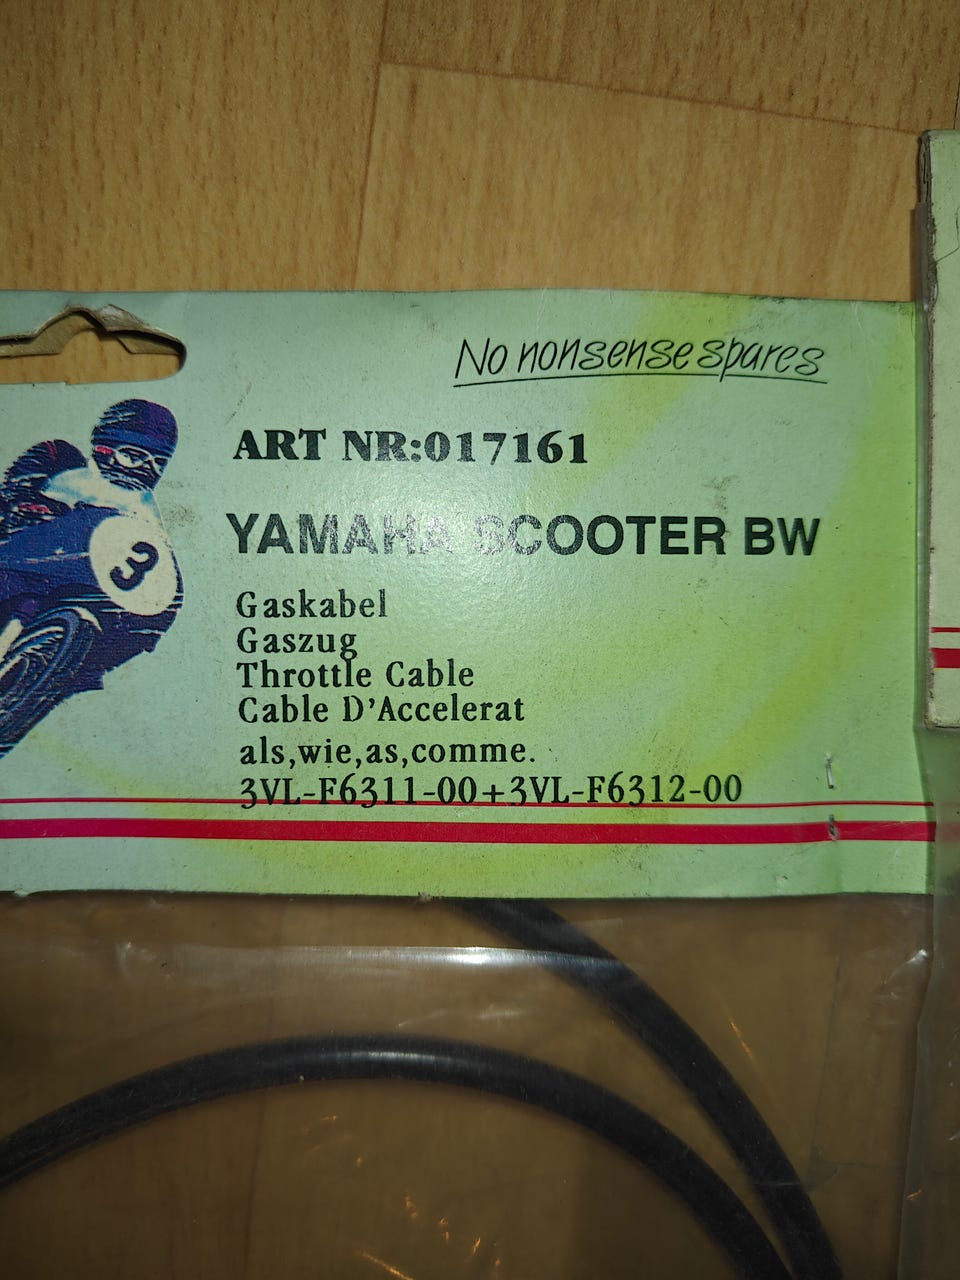 No nonsense spares
ART NR:017161
YAMAHA SCOOTER BW
Gaskabel
Gaszug
Throttle Cable
Cable D'Accelerat
als,wie,as,comme.
3VL-F6311-00+3VL-F6312-00
3